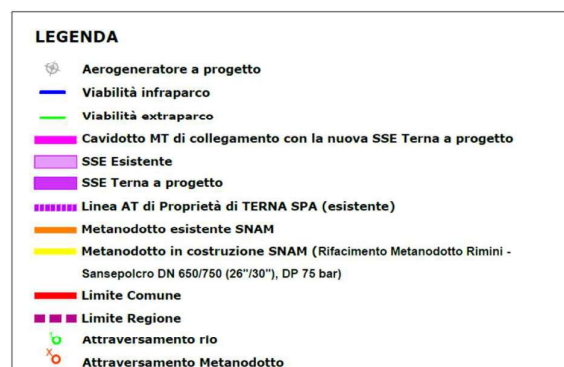 LEGENDA
Aerogeneratore a progetto
Viabilità infraparco
Viabilità extraparco
Cavidotto MT di collegamento con la nuova SSE Terna a progetto
SSE Esistente
SSE Terna a progetto
Linea AT di Proprietà di TERNA SPA (esistente)
Metanodotto esistente SNAM
Metanodotto in costruzione SNAM (Rifacimento Metanodotto Rimini -
Sansepolcro DN 650/750 (26"/30"), DP 75 bar)
Limite Comune
Limite Regione
Attraversamento rio
X
Attraversamento Metanodotto